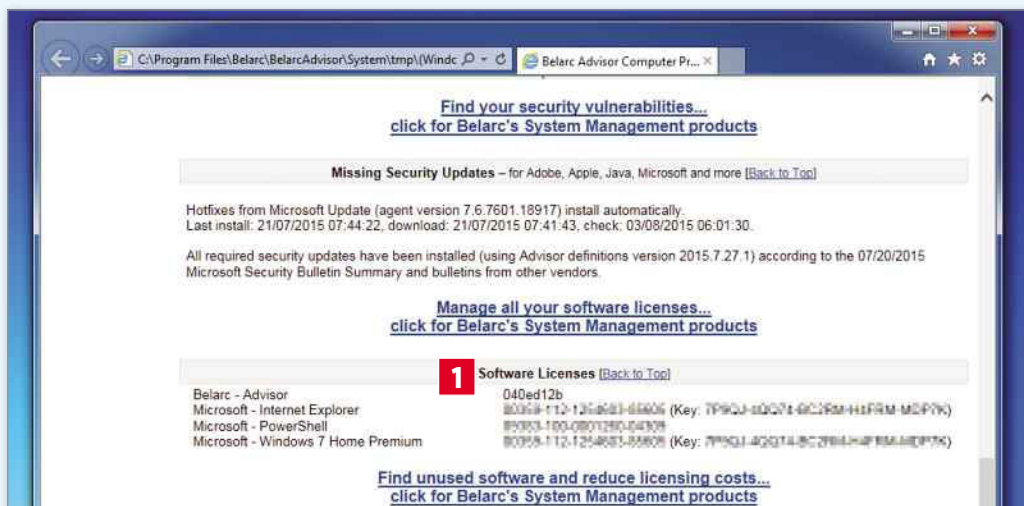 C:\Program Files\Belarc\BelarcAdvisor\System\tmp\(Windc
Belarc Advisor Computer Pr...
Find your security vulnerabilities...
click for Belarc's System Management products
Missing Security Updates – for Adobe, Apple, Java, Microsoft and more [Back to Top]
Hotfixes from Microsoft Update (agent version 7.6.7601.18917) install automatically.
Last install: 21/07/2015 07:44:22, download: 21/07/2015 07:41:43, check: 03/08/2015 06:01:30.
All required security updates have been installed (using Advisor definitions version 2015.7.27.1) according to the 07/20/2015
Microsoft Security Bulletin Summary and bulletins from other vendors.
Manage all your software licenses...
click for Belarc's System Management products
1
Software Licenses [Back to Top]
Belarc - Advisor 040ed12b
Microsoft - Internet Explorer (Key:
Microsoft - PowerShell
Microsoft - Windows 7 Home Premium (Key:
Find unused software and reduce licensing costs...
click for Belarc's System Management products